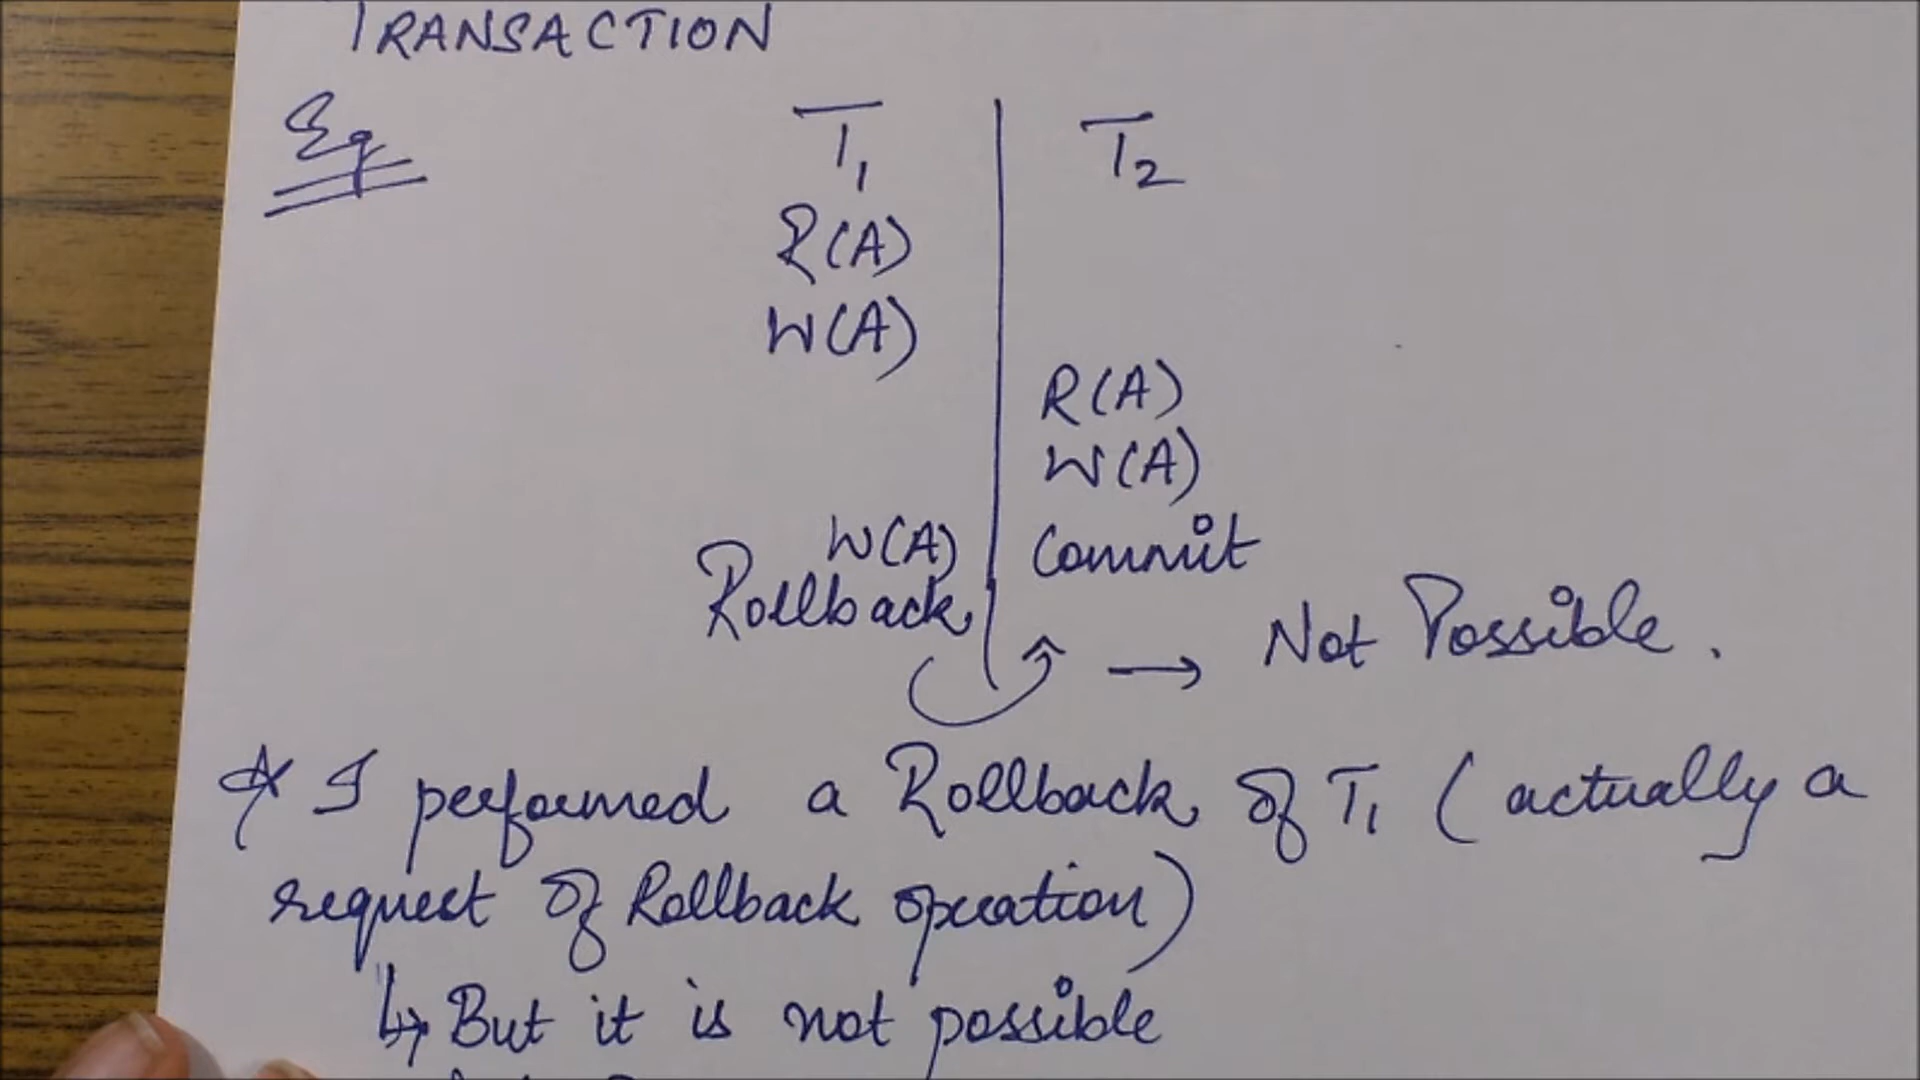 TRANSACTION
Eg
T1 T2
R(A)
W(A)
R(A)
W(A)
W(A) Commit
Rollback
→ Not Possible.
* I performed a Rollback of T1 (actually a
request of Rollback operation)
↳ But it is not possible